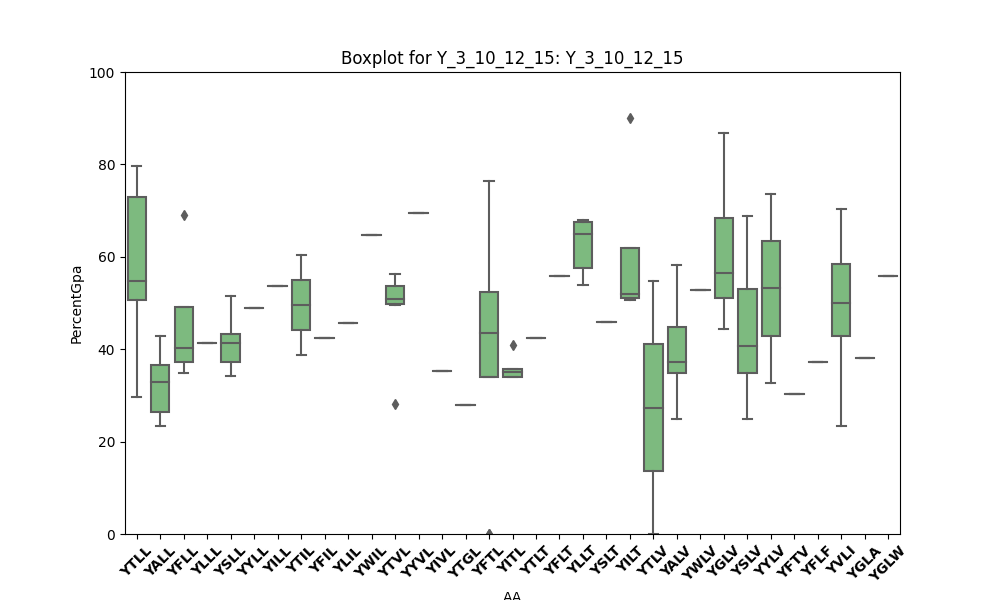 Boxplot for Y_3_10_12_15: Y_3_10_12_15
PercentGpa
100
80
60
40
20
0
YTLL
YALL
YFLL
YLLL
YSLL
YYLL
YILL
YTIL
YFIL
YLIL
YWIL
YTVL
YYVL
YIVL
YTGL
YFTL
YITL
YTLT
YFLT
YLLT
YSLT
YILT
YTLV
YALV
YWLV
YGLV
YSLV
YYLV
YFTV
YFLF
YVLI
YGLA
YGLW
AA